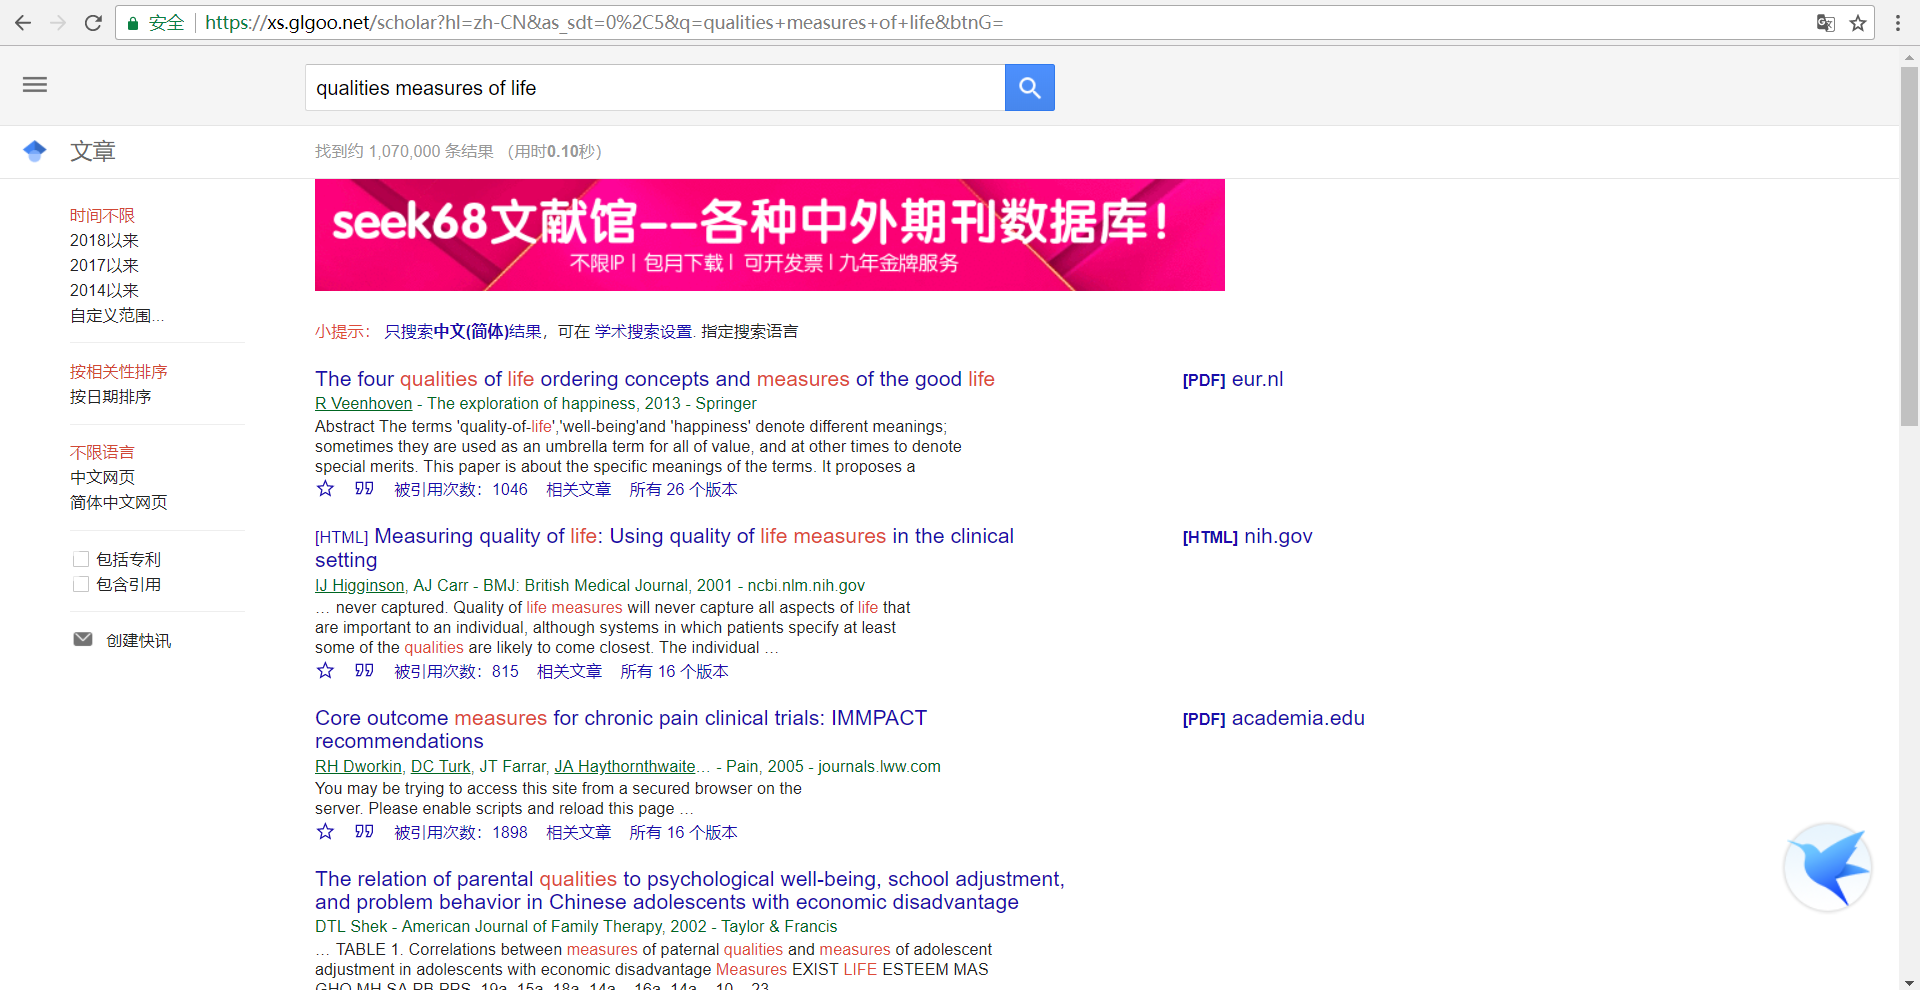 安全 https://xs.glgoo.net/scholar?hl=zh-CN&as_sdt=0%2C5&q=qualities+measures+of+life&btnG=
qualities measures of life
文章
找到约 1,070,000 条结果 （用时0.10秒）
时间不限
2018以来
2017以来
2014以来
自定义范围...
按相关性排序
按日期排序
不限语言
中文网页
简体中文网页
包括专利
包含引用
创建快讯
seek68文献馆——各种中外期刊数据库!
不限IP | 包月下载 | 可开发票 | 九年金牌服务
小提示： 只搜索中文(简体)结果，可在 学术搜索设置. 指定搜索语言
The four qualities of life ordering concepts and measures of the good life
[PDF] eur.nl
R Veenhoven - The exploration of happiness, 2013 - Springer
Abstract The terms 'quality-of-life','well-being'and 'happiness' denote different meanings;
sometimes they are used as an umbrella term for all of value, and at other times to denote
special merits. This paper is about the specific meanings of the terms. It proposes a
被引用次数：1046 相关文章 所有 26 个版本
[HTML] Measuring quality of life: Using quality of life measures in the clinical
setting
[HTML] nih.gov
IJ Higginson, AJ Carr - BMJ: British Medical Journal, 2001 - ncbi.nlm.nih.gov
… never captured. Quality of life measures will never capture all aspects of life that
are important to an individual, although systems in which patients specify at least
some of the qualities are likely to come closest. The individual …
被引用次数：815 相关文章 所有 16 个版本
Core outcome measures for chronic pain clinical trials: IMMPACT
recommendations
[PDF] academia.edu
RH Dworkin, DC Turk, JT Farrar, JA Haythornthwaite… - Pain, 2005 - journals.lww.com
You may be trying to access this site from a secured browser on the
server. Please enable scripts and reload this page …
被引用次数：1898 相关文章 所有 16 个版本
The relation of parental qualities to psychological well-being, school adjustment,
and problem behavior in Chinese adolescents with economic disadvantage
DTL Shek - American Journal of Family Therapy, 2002 - Taylor & Francis
… TABLE 1. Correlations between measures of paternal qualities and measures of adolescent
adjustment in adolescents with economic disadvantage Measures EXIST LIFE ESTEEM MAS